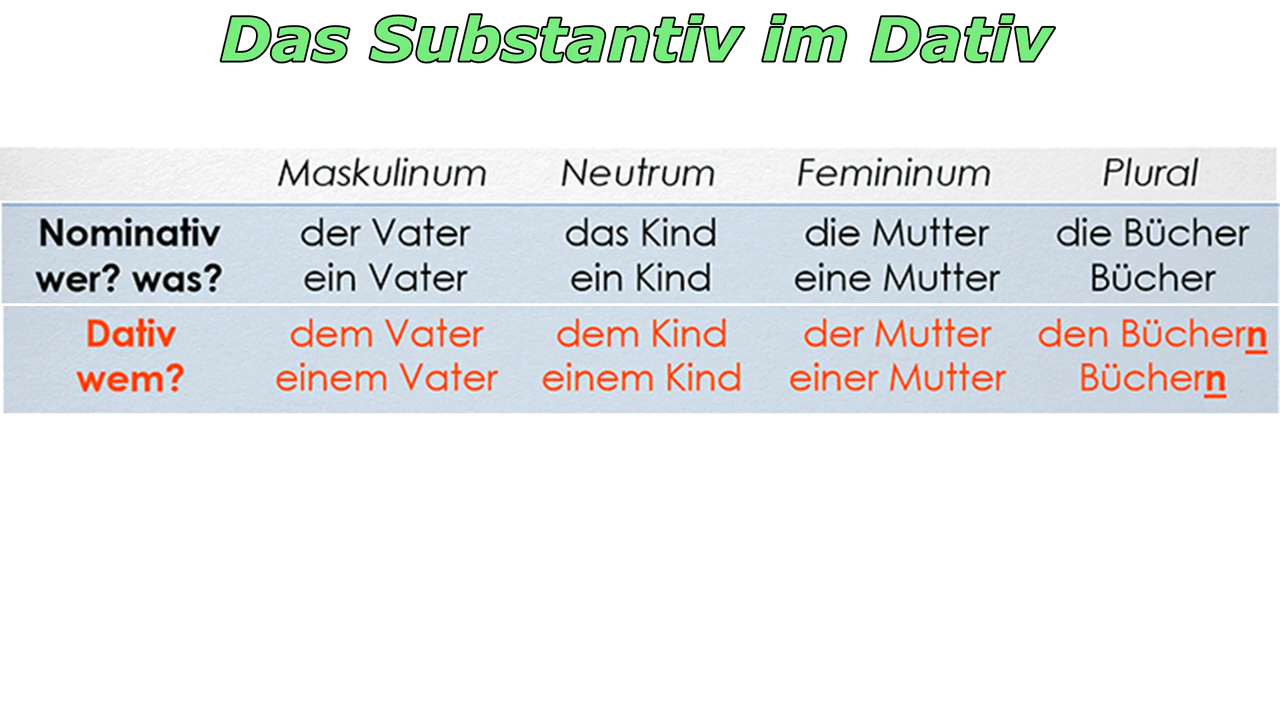 Das Substantiv im Dativ
Maskulinum Neutrum Femininum Plural
Nominativ der Vater das Kind die Mutter die Bücher
wer? was? ein Vater ein Kind eine Mutter Bücher
Dativ dem Vater dem Kind der Mutter den Büchern
wem? einem Vater einem Kind einer Mutter Büchern